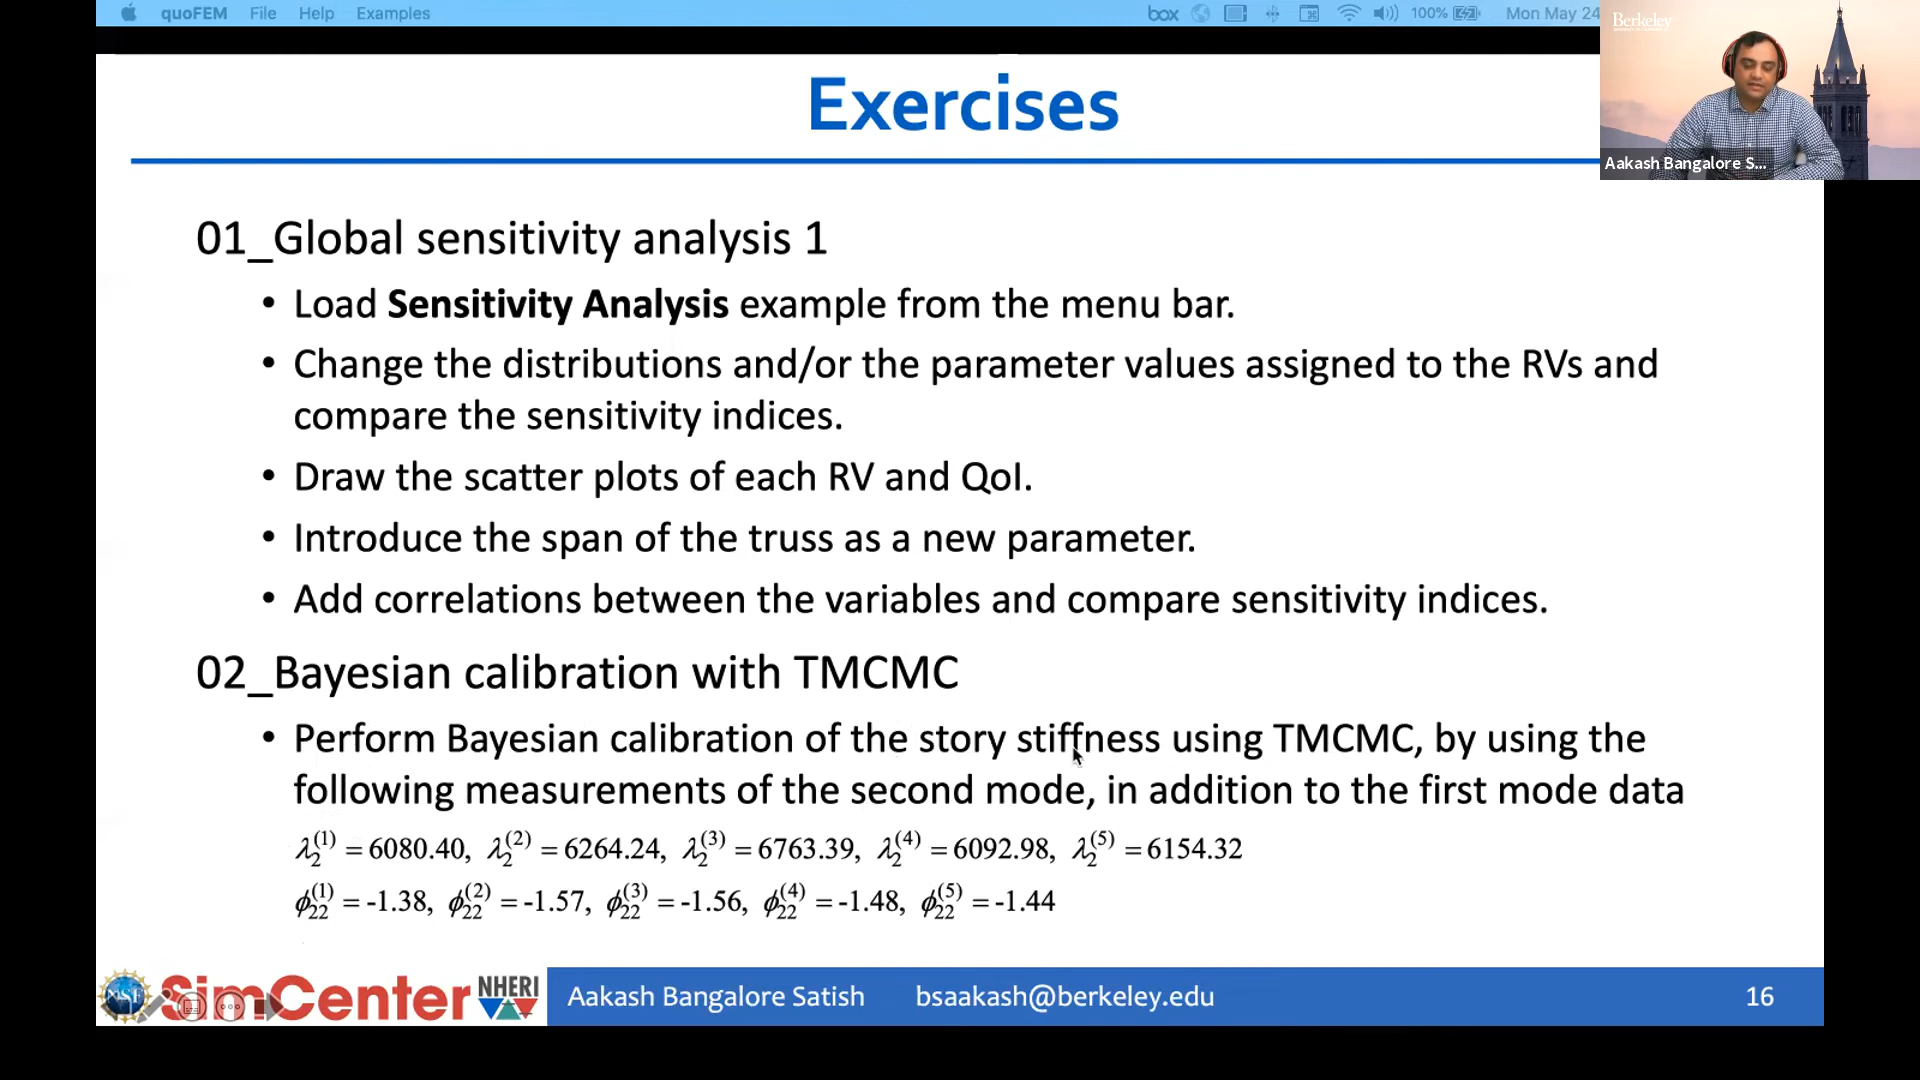 quoFEM File Help Examples box 100% Mon May 24
Berkeley
Aakash Bangalore S...
Exercises
01_Global sensitivity analysis 1
• Load Sensitivity Analysis example from the menu bar.
• Change the distributions and/or the parameter values assigned to the RVs and
compare the sensitivity indices.
• Draw the scatter plots of each RV and QoI.
• Introduce the span of the truss as a new parameter.
• Add correlations between the variables and compare sensitivity indices.
02_Bayesian calibration with TMCMC
• Perform Bayesian calibration of the story stiffness using TMCMC, by using the
following measurements of the second mode, in addition to the first mode data
λ₂⁽¹⁾ = 6080.40, λ₂⁽²⁾ = 6264.24, λ₂⁽³⁾ = 6763.39, λ₂⁽⁴⁾ = 6092.98, λ₂⁽⁵⁾ = 6154.32
ϕ₂₂⁽¹⁾ = -1.38, ϕ₂₂⁽²⁾ = -1.57, ϕ₂₂⁽³⁾ = -1.56, ϕ₂₂⁽⁴⁾ = -1.48, ϕ₂₂⁽⁵⁾ = -1.44
NSF SimCenter NHERI Aakash Bangalore Satish bsaakash@berkeley.edu 16